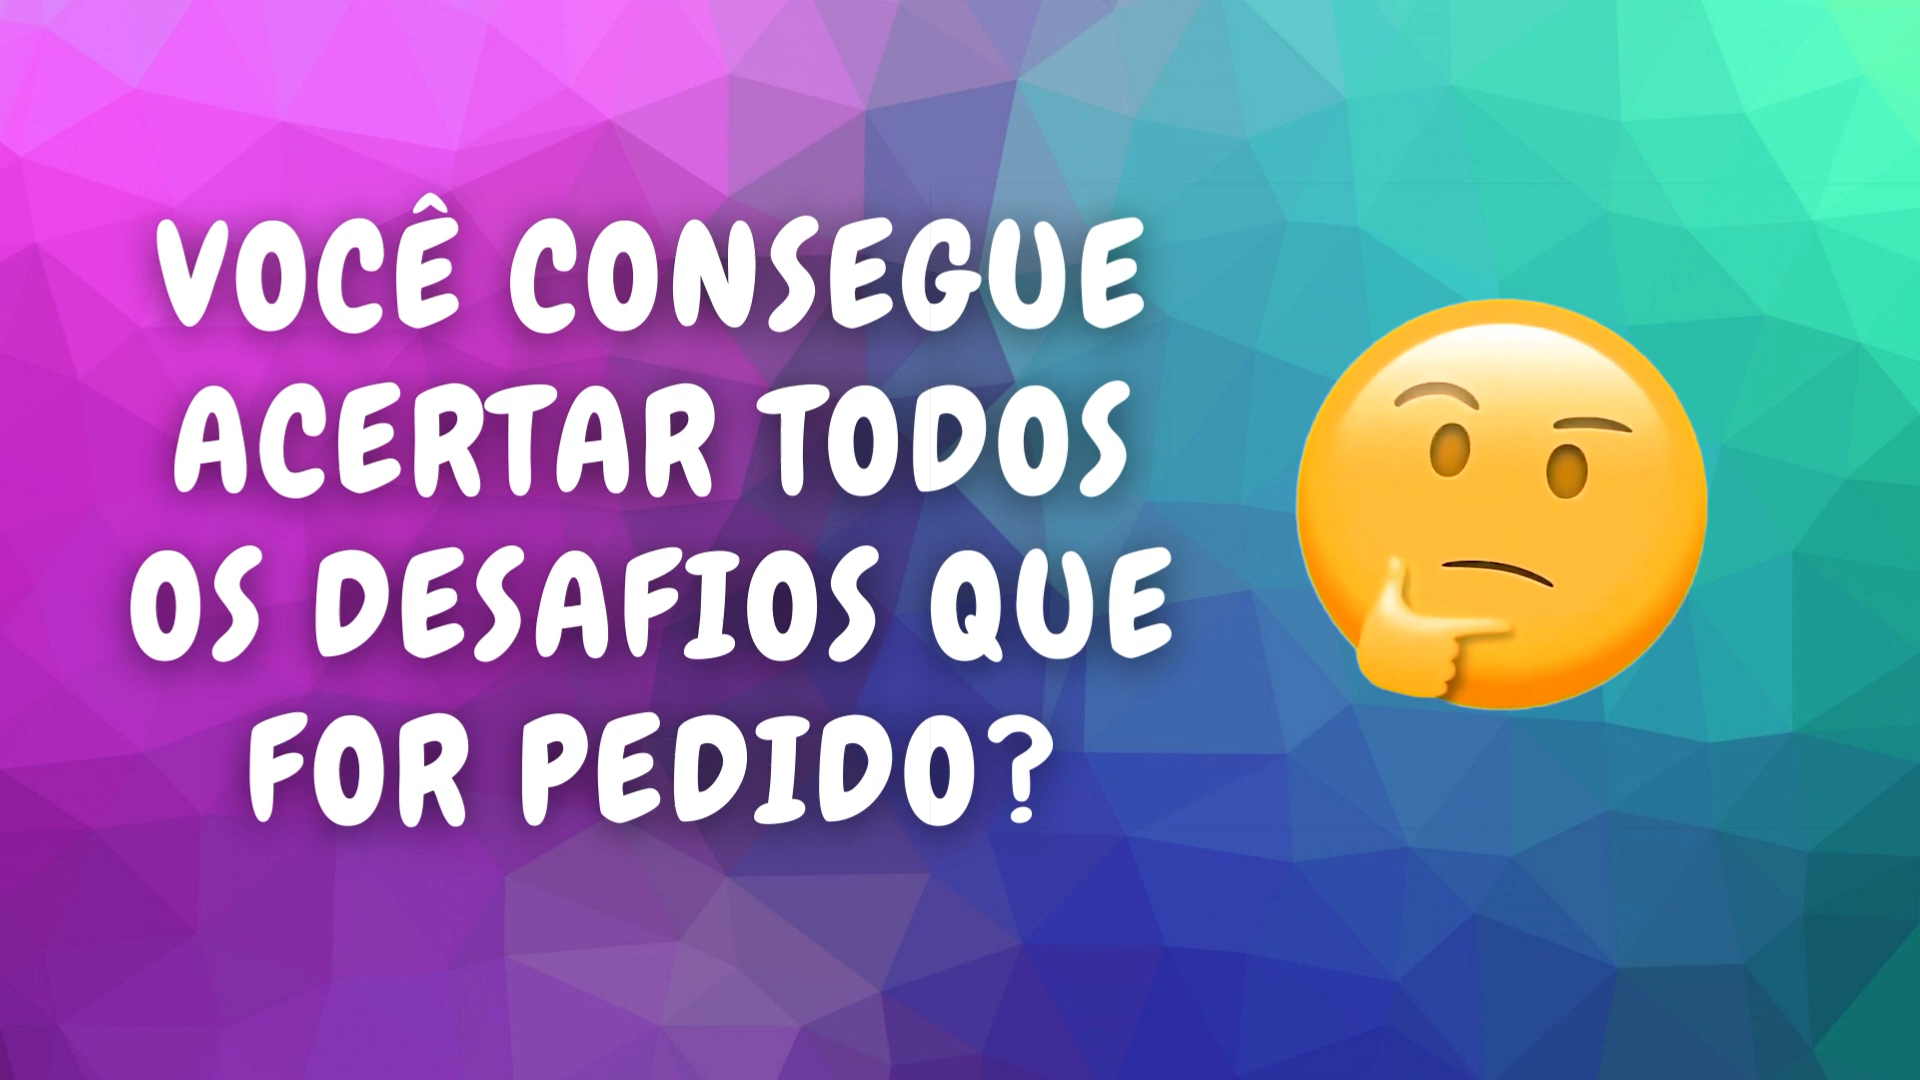 VOCÊ CONSEGUE
ACERTAR TODOS
OS DESAFIOS QUE
FOR PEDIDO?